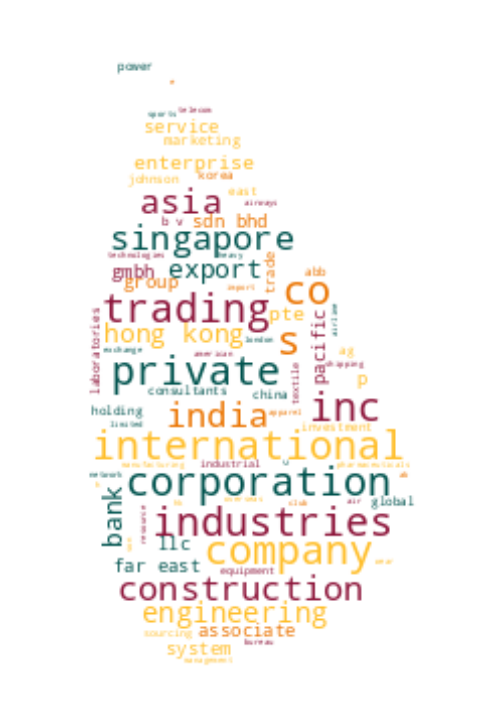 power
sports telecom
service
marketing
enterprise
johnson korea
east
asia airways
b v sdn bhd
singapore
technologies heavy
gmbh export trade abb
group import
co
trading
pte
hong kong london s
laboratories pacific airline
exchange american ag
shipping
private
textile p
consultants china
holding india apparel inc
limited investment
international
manufacturing industrial u pharmaceuticals
network corporation ab
bank global
resource club air
industries
llc company
far east equipment
construction
engineering
sourcing associate
bureau
system
management